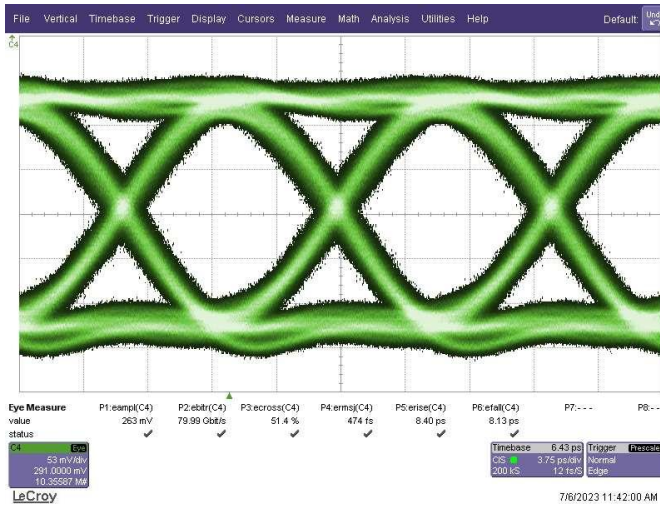 File Vertical Timebase Trigger Display Cursors Measure Math Analysis Utilities Help Default: Undo
C4
Eye Measure P1:eampl(C4) P2:ebitr(C4) P3:ecross(C4) P4:ermsj(C4) P5:erise(C4) P6:efall(C4) P7:- - - P8:- -
value 263 mV 79.99 Gbit/s 51.4 % 474 fs 8.40 ps 8.13 ps
status
C4 Eye
53 mV/div
291.0000 mV
10.35587 M#
Timebase 6.43 ps
CIS 3.75 ps/div
200 kS 12 fs/S
Trigger Prescale
Normal
Edge
LeCroy
7/6/2023 11:42:00 AM